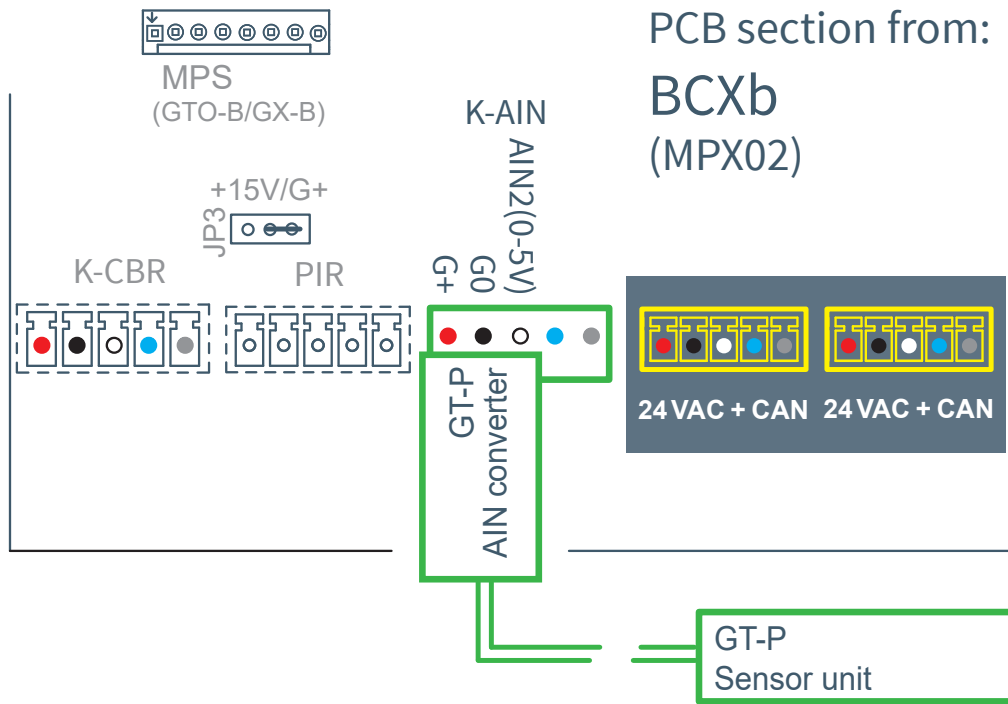 PCB section from:
BCXb
(MPX02)
MPS
(GTO-B/GX-B)
K-AIN
+15V/G+
JP3
K-CBR
PIR
G+
G0
AIN2(0-5V)
24 VAC + CAN
24 VAC + CAN
GT-P
AIN converter
GT-P
Sensor unit